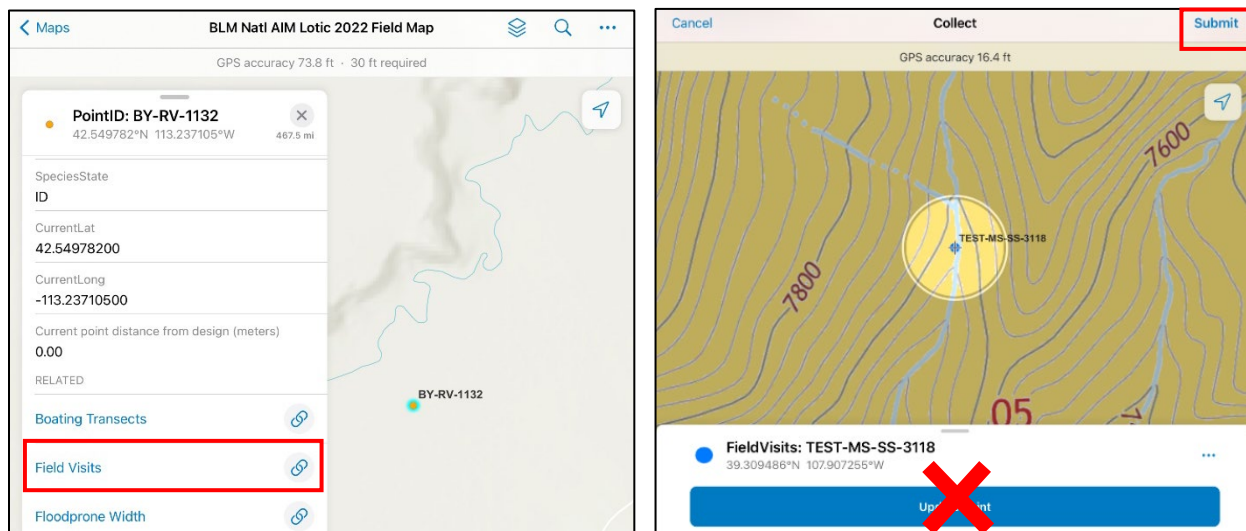 Maps
BLM Natl AIM Lotic 2022 Field Map
GPS accuracy 73.8 ft · 30 ft required
PointID: BY-RV-1132
42.549782°N 113.237105°W
467.5 mi
SpeciesState
ID
CurrentLat
42.54978200
CurrentLong
-113.23710500
Current point distance from design (meters)
0.00
RELATED
Boating Transects
Field Visits
Floodprone Width
BY-RV-1132
Cancel
Collect
Submit
GPS accuracy 16.4 ft
7600
TEST-MS-SS-3118
7800
05
FieldVisits: TEST-MS-SS-3118
39.309486°N 107.907255°W